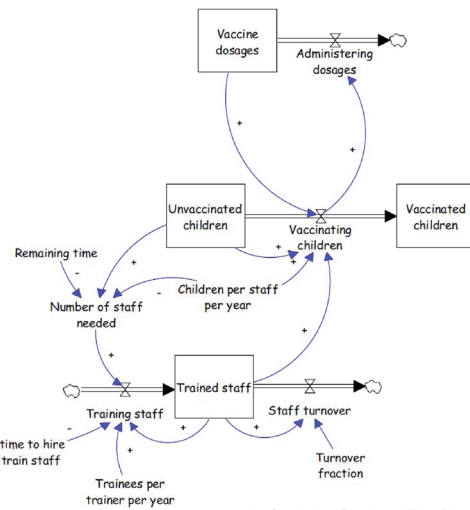 Vaccine
dosages
Administering
dosages
+
+
Unvaccinated
children
Vaccinating
children
Vaccinated
children
Remaining time
-
+
+
+
-
Children per staff
per year
Number of staff
needed
+
+
Trained staff
Training staff
Staff turnover
-
+
+
+
time to hire
train staff
Trainees per
trainer per year
Turnover
fraction